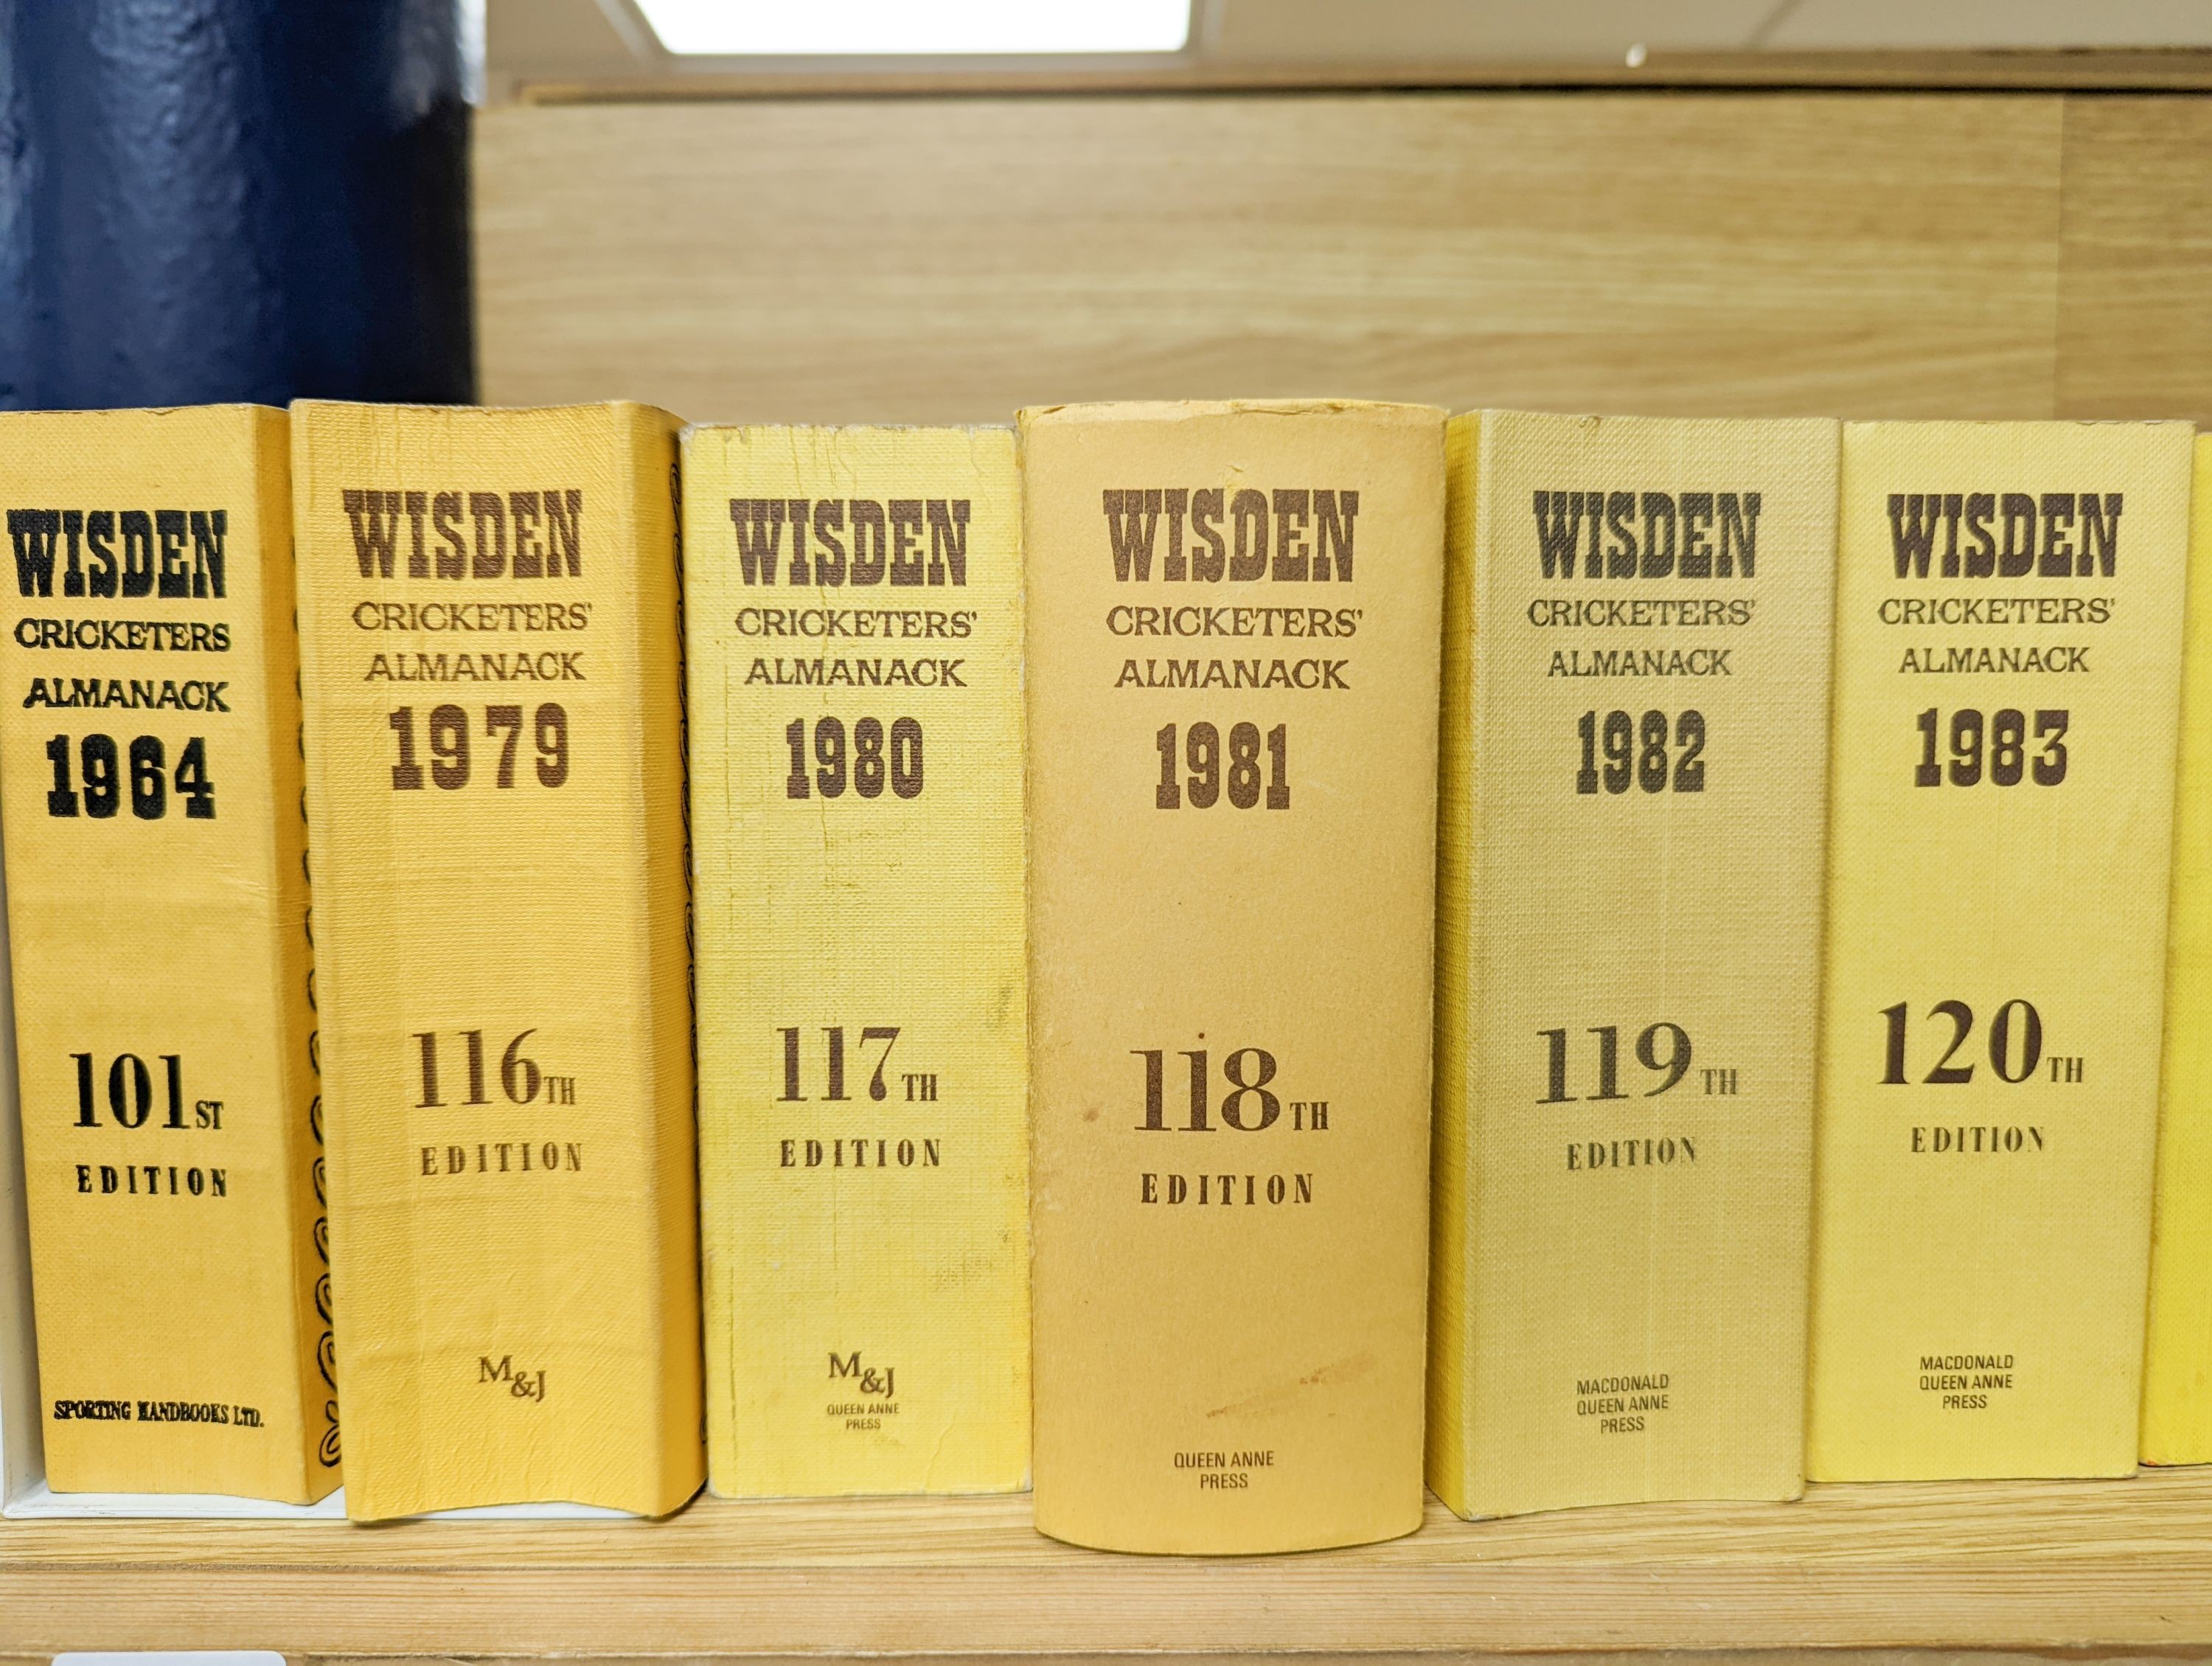 WISDEN
CRICKETERS
ALMANACK
1964
101ST
EDITION
SPORTING HANDBOOKS LTD.
WISDEN
CRICKETERS'
ALMANACK
1979
116TH
EDITION
M&J
WISDEN
CRICKETERS'
ALMANACK
1980
117TH
EDITION
M&J
QUEEN ANNE
PRESS
WISDEN
CRICKETERS'
ALMANACK
1981
118TH
EDITION
QUEEN ANNE
PRESS
WISDEN
CRICKETERS'
ALMANACK
1982
119TH
EDITION
MACDONALD
QUEEN ANNE
PRESS
WISDEN
CRICKETERS'
ALMANACK
1983
120TH
EDITION
MACDONALD
QUEEN ANNE
PRESS